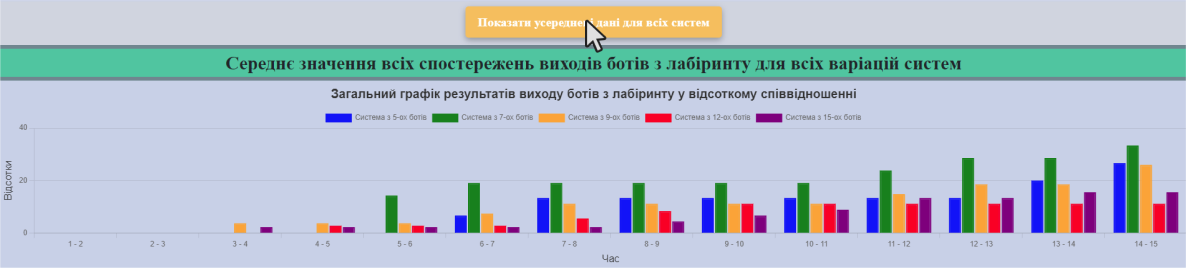 Показати усереднені дані для всіх систем
Середнє значення всіх спостережень виходів ботів з лабіринту для всіх варіацій систем
Загальний графік результатів виходу ботів з лабіринту у відсоткому співвідношенні
Система з 5-ох ботів Система з 7-ох ботів Система з 9-ох ботів Система з 12-ох ботів Система з 15-ох ботів
Відсотки
40
20
0
1 - 2 2 - 3 3 - 4 4 - 5 5 - 6 6 - 7 7 - 8 8 - 9 9 - 10 10 - 11 11 - 12 12 - 13 13 - 14 14 - 15
Час